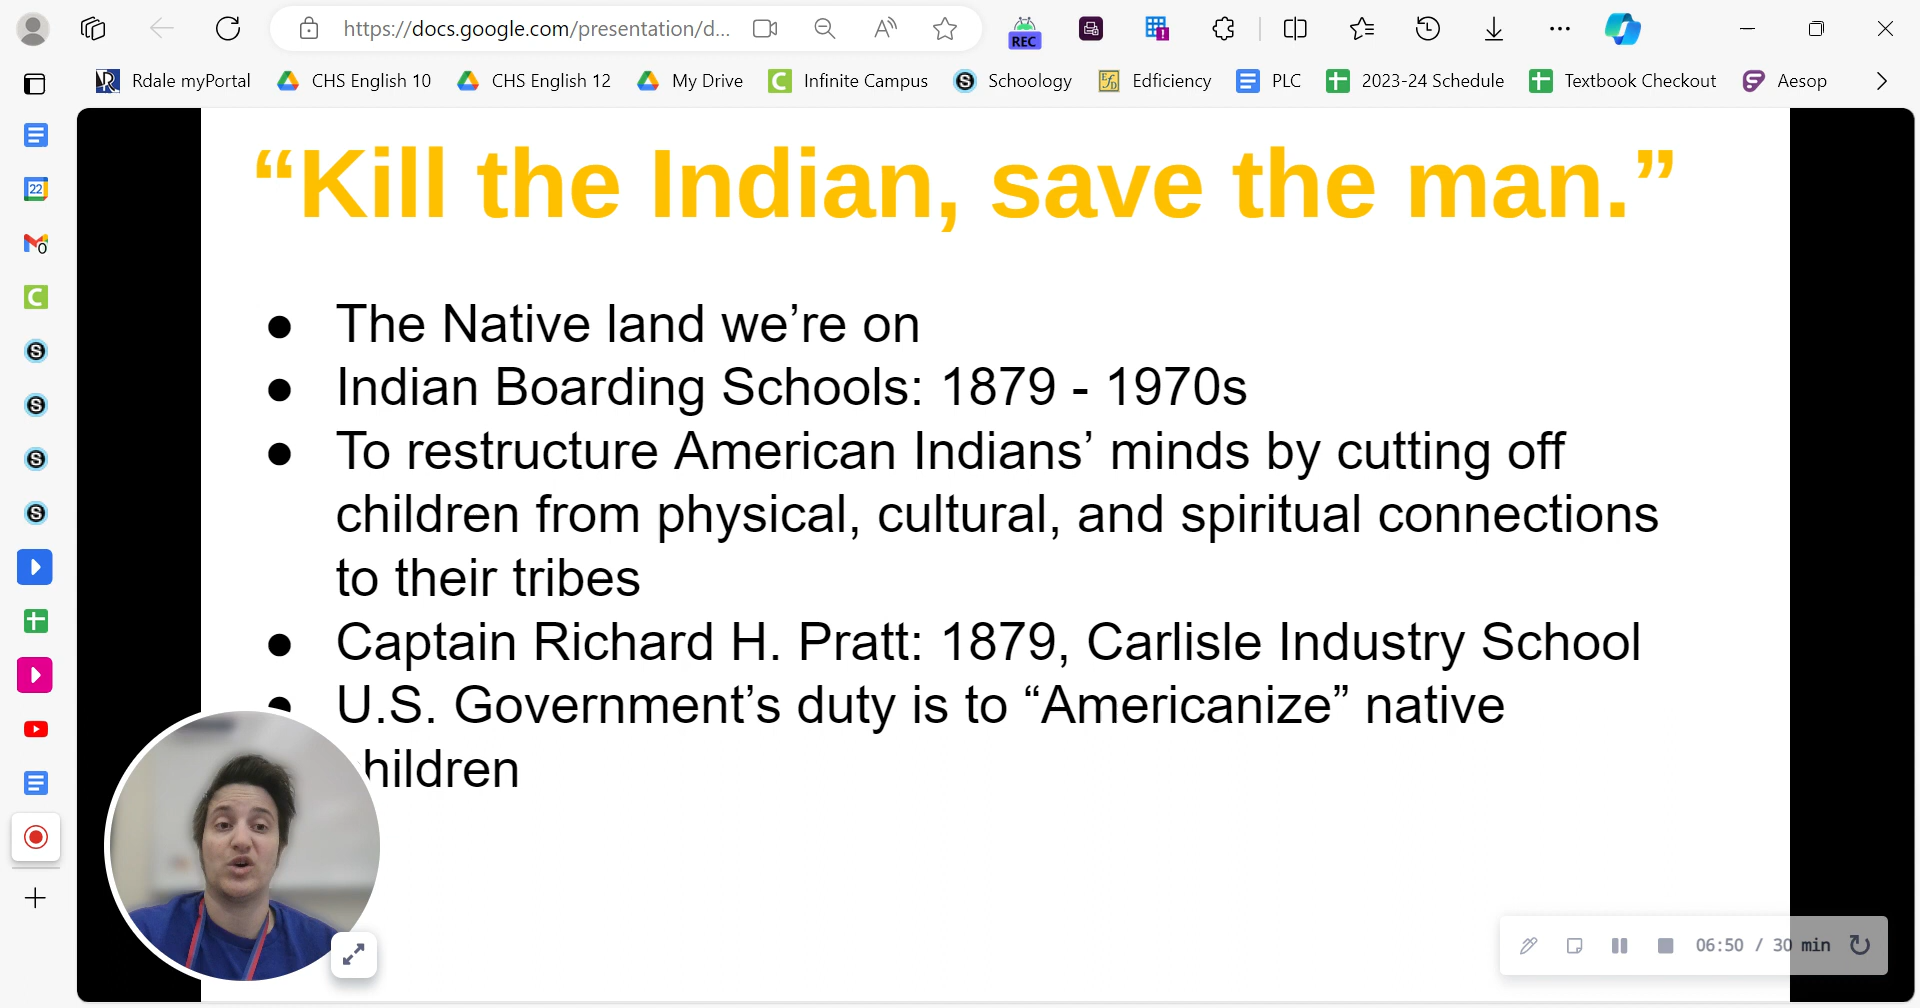 https://docs.google.com/presentation/d...
REC
Rdale myPortal
CHS English 10
CHS English 12
My Drive
Infinite Campus
Schoology
Edficiency
PLC
2023-24 Schedule
Textbook Checkout
Aesop
22
“Kill the Indian, save the man.”
● The Native land we’re on
● Indian Boarding Schools: 1879 - 1970s
● To restructure American Indians’ minds by cutting off
children from physical, cultural, and spiritual connections
to their tribes
● Captain Richard H. Pratt: 1879, Carlisle Industry School
● U.S. Government’s duty is to “Americanize” native
hildren
06:50 / 30 min